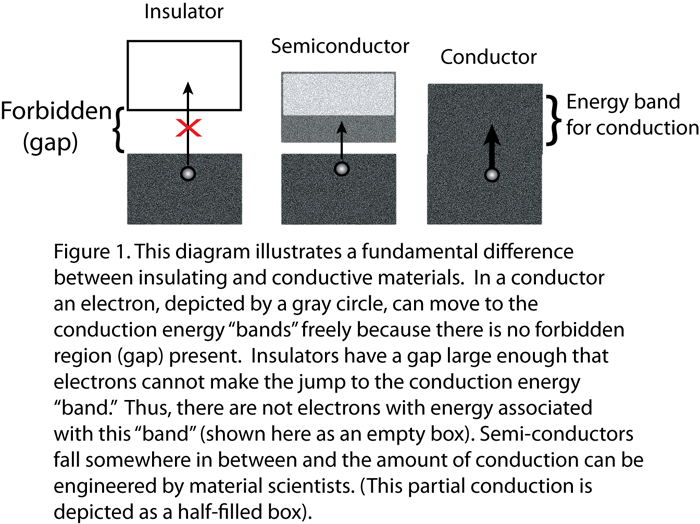 Insulator
Semiconductor
Conductor
Forbidden
(gap)
Energy band
for conduction
Figure 1. This diagram illustrates a fundamental difference
between insulating and conductive materials.  In a conductor
an electron, depicted by a gray circle, can move to the
conduction energy “bands” freely because there is no forbidden
region (gap) present.  Insulators have a gap large enough that
electrons cannot make the jump to the conduction energy
“band.”  Thus, there are not electrons with energy associated
with this “band” (shown here as an empty box). Semi-conductors
fall somewhere in between and the amount of conduction can be
engineered by material scientists. (This partial conduction is
depicted as a half-filled box).